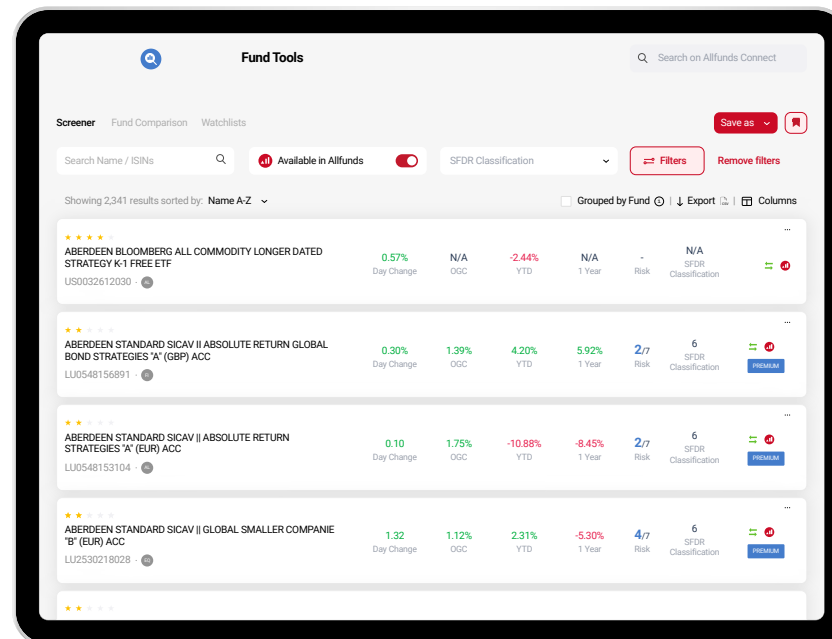 Fund Tools
Search on Allfunds Connect
Screener Fund Comparison Watchlists
Save as
Search Name / ISINs
Available in Allfunds
SFDR Classification
Filters
Remove filters
Showing 2,341 results sorted by: Name A-Z
Grouped by Fund | Export | Columns
...
ABERDEEN BLOOMBERG ALL COMMODITY LONGER DATED
STRATEGY K-1 FREE ETF
US0032612030 ·
0.57%
Day Change
N/A
OGC
-2.44%
YTD
N/A
1 Year
-
Risk
N/A
SFDR
Classification
...
ABERDEEN STANDARD SICAV II ABSOLUTE RETURN GLOBAL
BOND STRATEGIES "A" (GBP) ACC
LU0548156891 ·
0.30%
Day Change
1.39%
OGC
4.20%
YTD
5.92%
1 Year
2/7
Risk
6
SFDR
Classification
PREMIUM
...
ABERDEEN STANDARD SICAV || ABSOLUTE RETURN
STRATEGIES "A" (EUR) ACC
LU0548153104 ·
0.10
Day Change
1.75%
OGC
-10.88%
YTD
-8.45%
1 Year
2/7
Risk
6
SFDR
Classification
PREMIUM
...
ABERDEEN STANDARD SICAV || GLOBAL SMALLER COMPANIE
"B" (EUR) ACC
LU2530218028 ·
1.32
Day Change
1.12%
OGC
2.31%
YTD
-5.30%
1 Year
4/7
Risk
6
SFDR
Classification
PREMIUM